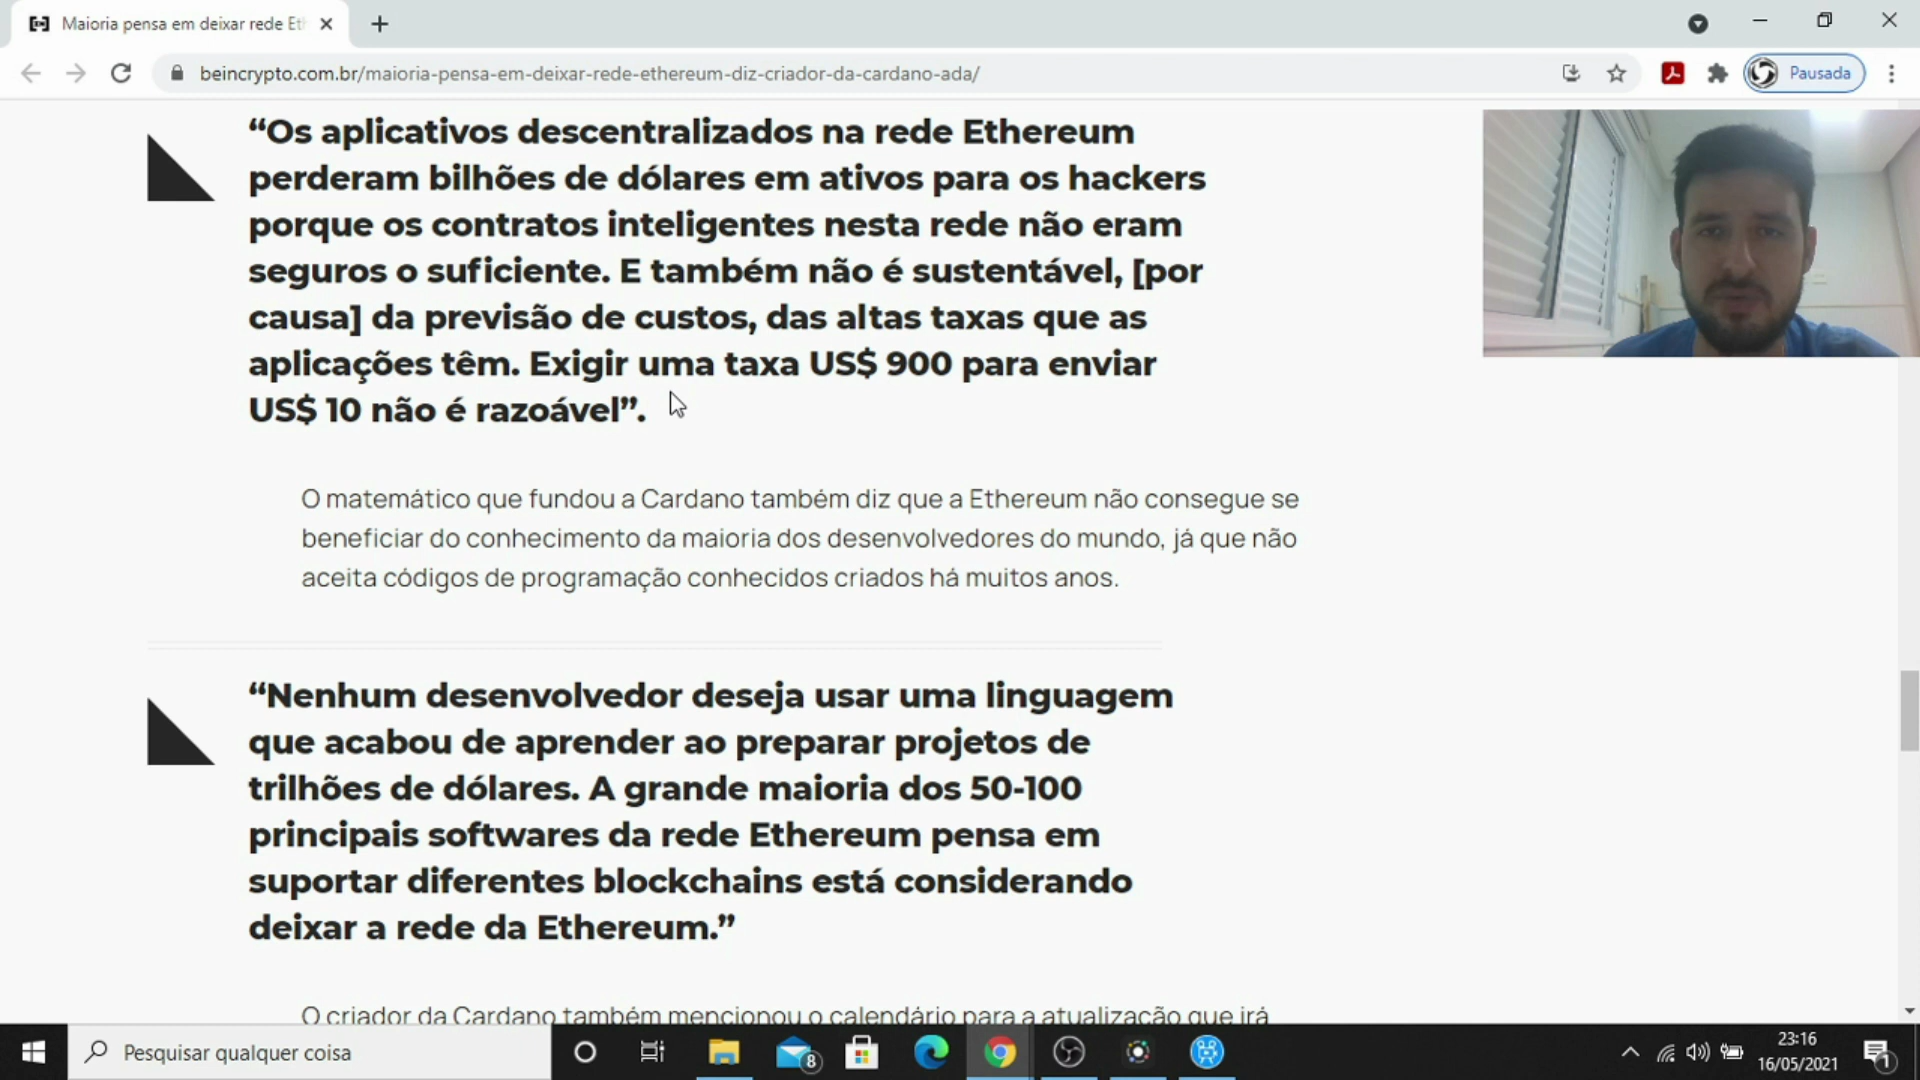 Maioria pensa em deixar rede Eth
beincrypto.com.br/maioria-pensa-em-deixar-rede-ethereum-diz-criador-da-cardano-ada/
Pausada
“Os aplicativos descentralizados na rede Ethereum
perderam bilhões de dólares em ativos para os hackers
porque os contratos inteligentes nesta rede não eram
seguros o suficiente. E também não é sustentável, [por
causa] da previsão de custos, das altas taxas que as
aplicações têm. Exigir uma taxa US$ 900 para enviar
US$ 10 não é razoável”.
O matemático que fundou a Cardano também diz que a Ethereum não consegue se
beneficiar do conhecimento da maioria dos desenvolvedores do mundo, já que não
aceita códigos de programação conhecidos criados há muitos anos.
“Nenhum desenvolvedor deseja usar uma linguagem
que acabou de aprender ao preparar projetos de
trilhões de dólares. A grande maioria dos 50-100
principais softwares da rede Ethereum pensa em
suportar diferentes blockchains está considerando
deixar a rede da Ethereum.”
O criador da Cardano também mencionou o calendário para a atualização que irá
Pesquisar qualquer coisa
8
23:16
16/05/2021
1